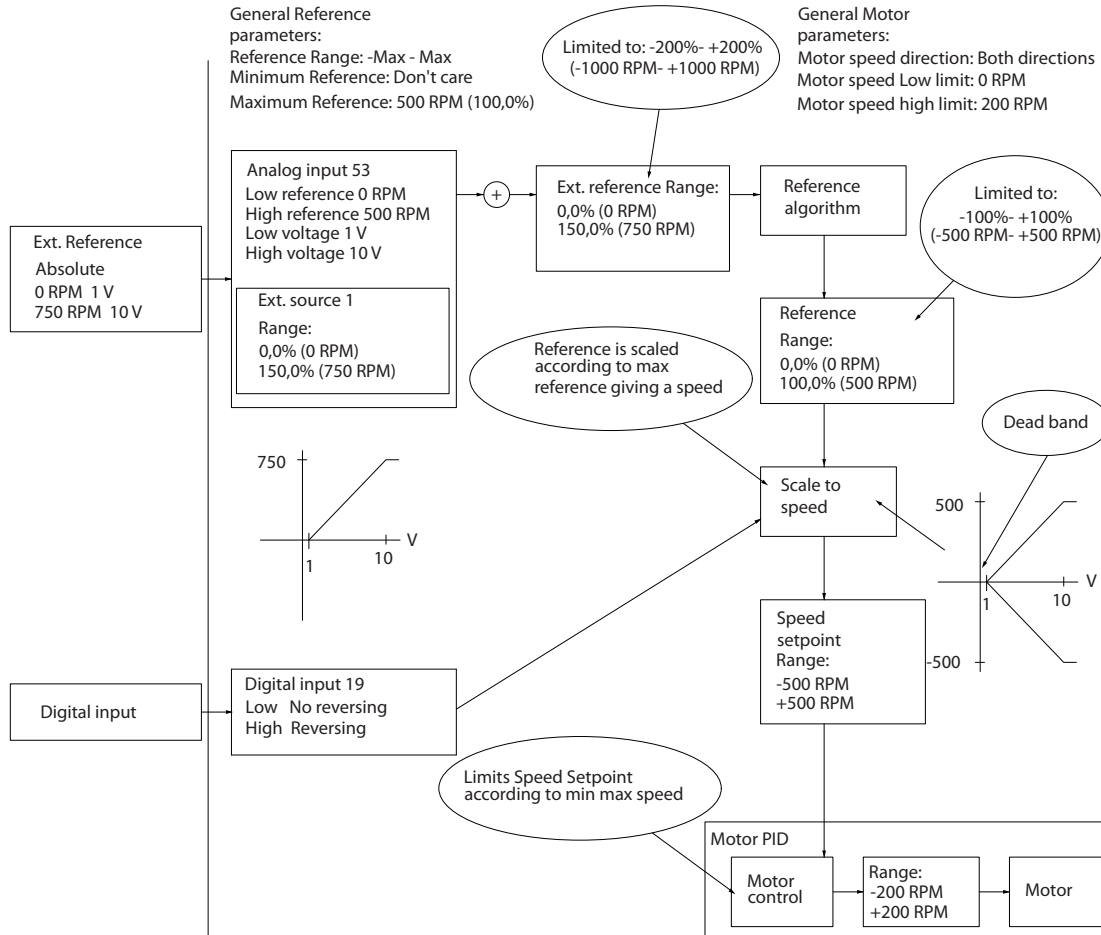 General Reference
parameters:
Reference Range: -Max - Max
Minimum Reference: Don't care
Maximum Reference: 500 RPM (100,0%)
Limited to: -200%- +200%
(-1000 RPM- +1000 RPM)
General Motor
parameters:
Motor speed direction: Both directions
Motor speed Low limit: 0 RPM
Motor speed high limit: 200 RPM
Ext. Reference
Absolute
0 RPM 1 V
750 RPM 10 V
Analog input 53
Low reference 0 RPM
High reference 500 RPM
Low voltage 1 V
High voltage 10 V
Ext. source 1
Range:
0,0% (0 RPM)
150,0% (750 RPM)
+
Ext. reference Range:
0,0% (0 RPM)
150,0% (750 RPM)
Reference
algorithm
Limited to:
-100%- +100%
(-500 RPM- +500 RPM)
Reference
Range:
0,0% (0 RPM)
100,0% (500 RPM)
Reference is scaled
according to max
reference giving a speed
Dead band
750
1
10
V
Scale to
speed
500
1
10
V
-500
Speed
setpoint
Range:
-500 RPM
+500 RPM
Digital input
Digital input 19
Low No reversing
High Reversing
Limits Speed Setpoint
according to min max speed
Motor PID
Motor
control
Range:
-200 RPM
+200 RPM
Motor